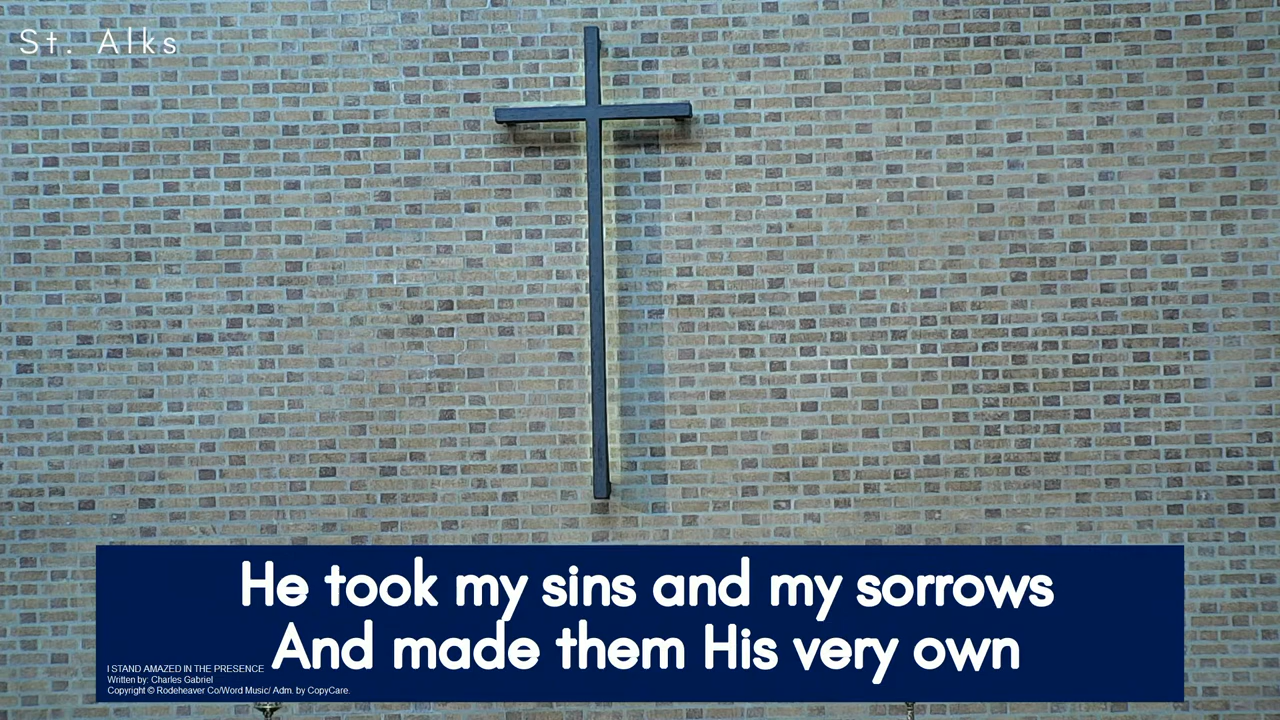 St. Alks
He took my sins and my sorrows
And made them His very own
I STAND AMAZED IN THE PRESENCE
Written by: Charles Gabriel
Copyright © Rodeheaver Co/Word Music/ Adm. by CopyCare.